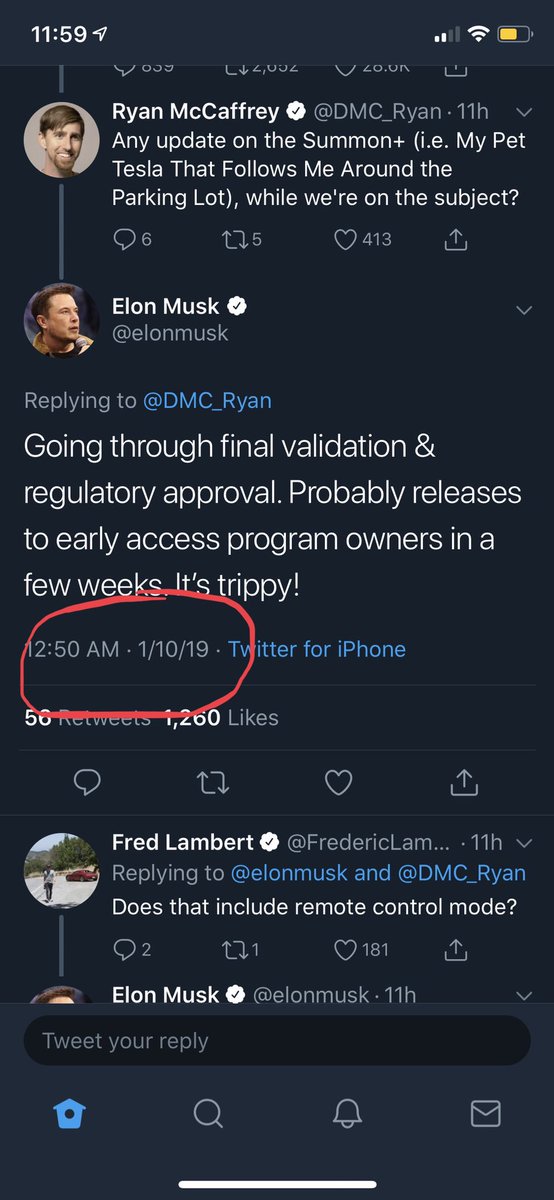 11:59
839 2,652 28.6K
Ryan McCaffrey @DMC_Ryan · 11h
Any update on the Summon+ (i.e. My Pet
Tesla That Follows Me Around the
Parking Lot), while we're on the subject?
6 5 413
Elon Musk
@elonmusk
Replying to @DMC_Ryan
Going through final validation &
regulatory approval. Probably releases
to early access program owners in a
few weeks. It's trippy!
12:50 AM · 1/10/19 · Twitter for iPhone
56 Retweets 1,260 Likes
Fred Lambert @FredericLam... · 11h
Replying to @elonmusk and @DMC_Ryan
Does that include remote control mode?
2 1 181
Elon Musk @elonmusk · 11h
Tweet your reply